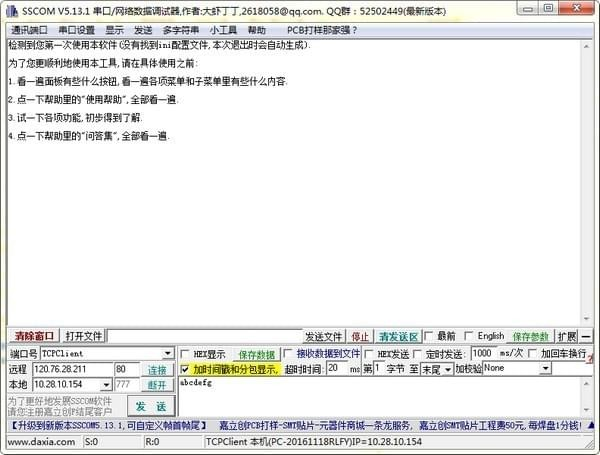 SSCOM V5.13.1 串口/网络数据调试器,作者:大虾丁丁,2618058@qq.com. QQ群：52502449(最新版本)
通讯端口 串口设置 显示 发送 多字符串 小工具 帮助 PCB打样那家强？
检测到您第一次使用本软件(没有找到ini配置文件,本次退出时会自动生成).
为了您更顺利地使用本工具,请在具体使用之前:
1.看一遍面板有些什么按钮,看一遍各项菜单和子菜单里有些什么内容.
2.点一下帮助里的"使用帮助",全部看一遍.
3.试一下各项功能,初步得到了解.
4.点一下帮助里的"问答集",全部看一遍.
清除窗口 打开文件 发送文件 停止 清发送区 最前 English 保存参数 扩展 —
端口号 TCPClient HEX显示 保存数据 接收数据到文件 HEX发送 定时发送: 1000 ms/次 加回车换行
远程 120.76.28.211 80 连接 加时间戳和分包显示, 超时时间: 20 ms 第1 字节 至 末尾 加校验 None
本地 10.28.10.154 777 断开 abcdefg
为了更好地发展SSCOM软件
请您注册嘉立创F结尾客户 发 送
【升级到新版本SSCOM5.13.1,可自定义帧首帧尾】 嘉立创PCB打样-SMT贴片-元器件商城一条龙服务, 嘉立创SMT贴片工程费50元,每焊盘1分钱!
www.daxia.com S:0 R:0 TCPClient 本机(PC-20161118RLFY)IP=10.28.10.154